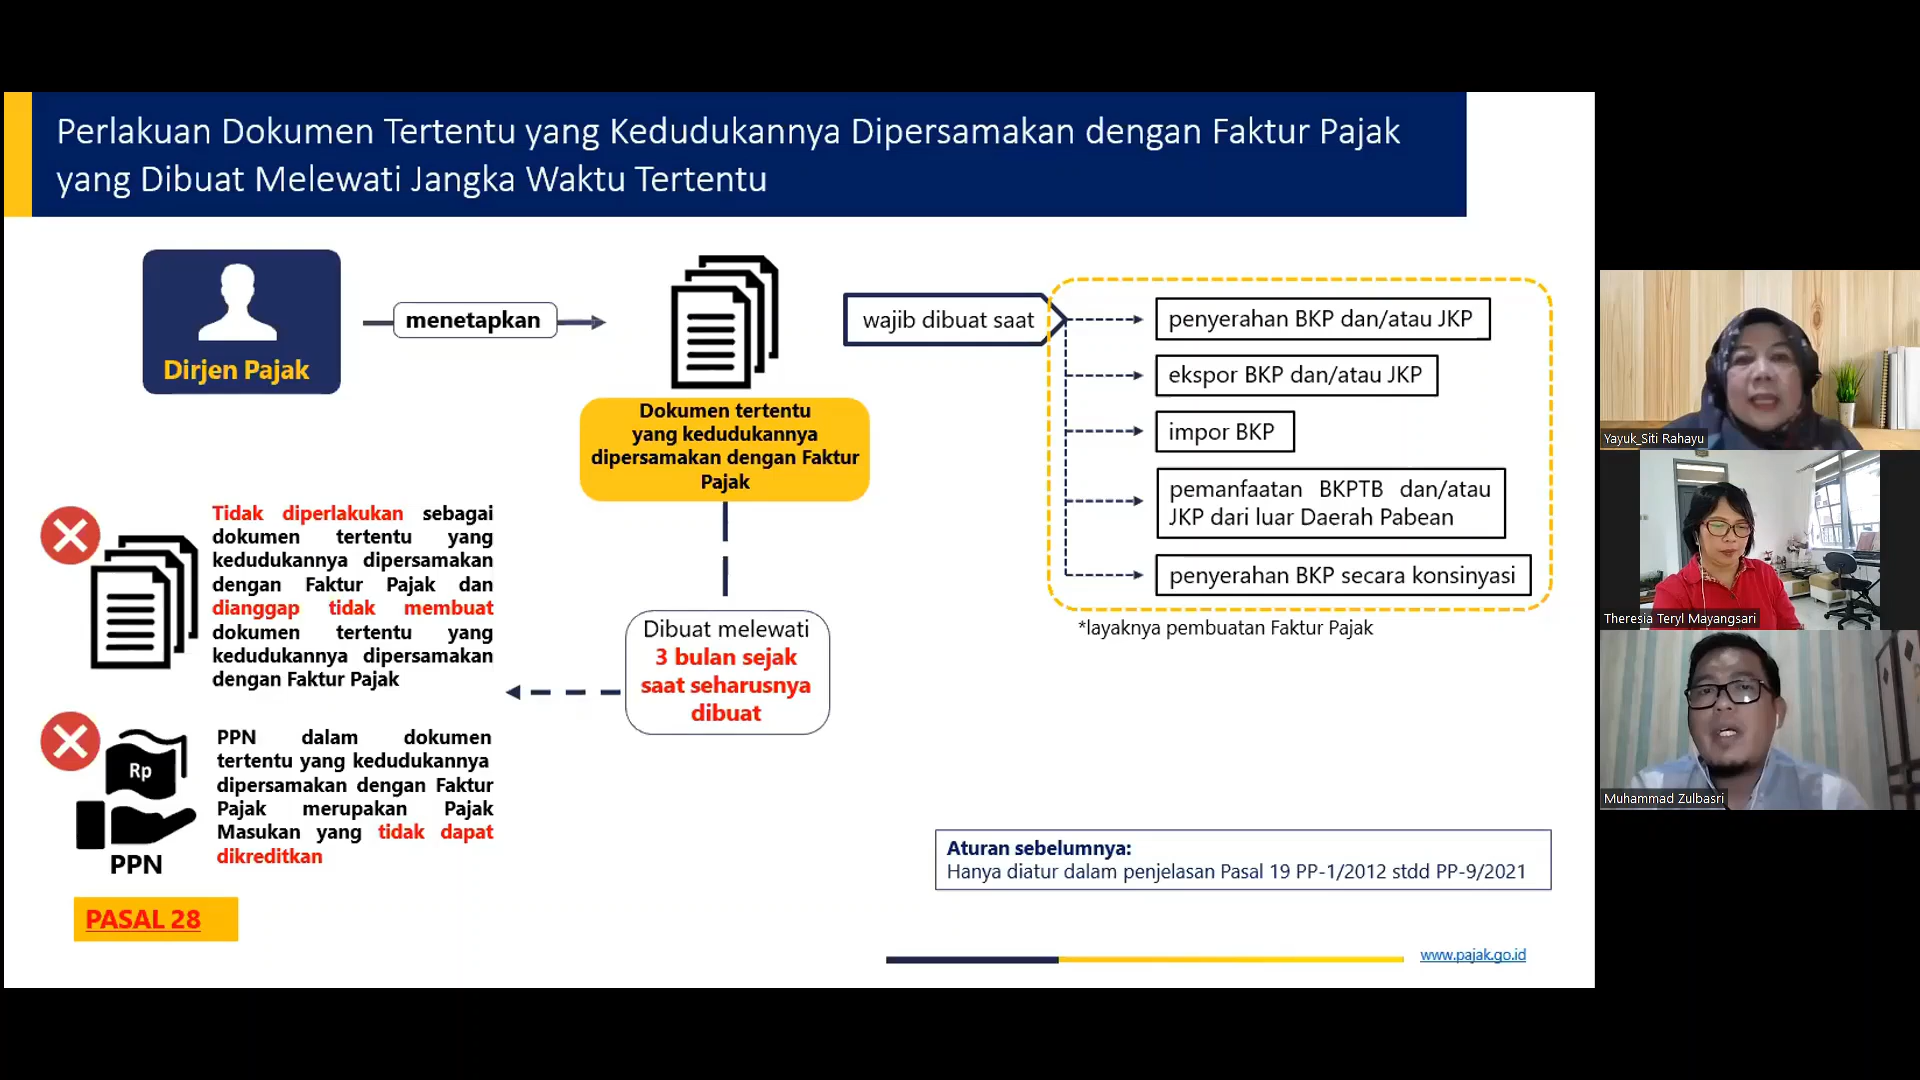 Perlakuan Dokumen Tertentu yang Kedudukannya Dipersamakan dengan Faktur Pajak
yang Dibuat Melewati Jangka Waktu Tertentu
Dirjen Pajak
menetapkan
Dokumen tertentu
yang kedudukannya
dipersamakan dengan Faktur
Pajak
wajib dibuat saat
penyerahan BKP dan/atau JKP
ekspor BKP dan/atau JKP
impor BKP
pemanfaatan BKPTB dan/atau
JKP dari luar Daerah Pabean
penyerahan BKP secara konsinyasi
*layaknya pembuatan Faktur Pajak
Dibuat melewati
3 bulan sejak
saat seharusnya
dibuat
Tidak diperlakukan sebagai
dokumen tertentu yang
kedudukannya dipersamakan
dengan Faktur Pajak dan
dianggap tidak membuat
dokumen tertentu yang
kedudukannya dipersamakan
dengan Faktur Pajak
Rp
PPN
PPN dalam dokumen
tertentu yang kedudukannya
dipersamakan dengan Faktur
Pajak merupakan Pajak
Masukan yang tidak dapat
dikreditkan
PASAL 28
Aturan sebelumnya:
Hanya diatur dalam penjelasan Pasal 19 PP-1/2012 stdd PP-9/2021
www.pajak.go.id
Yayuk_Siti Rahayu
Theresia Teryl Mayangsari
Muhammad Zulbasri